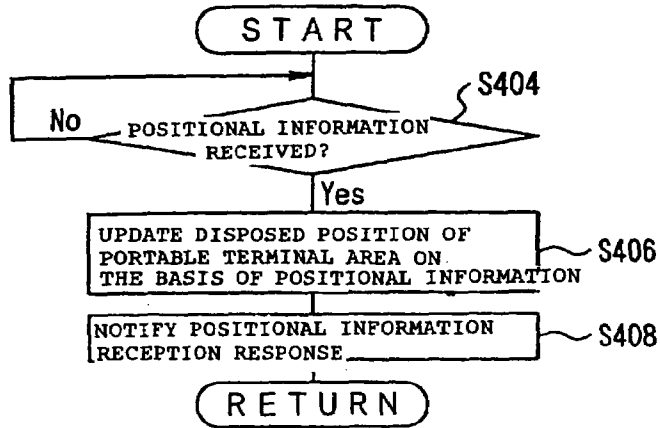 START
S404
No
POSITIONAL INFORMATION
RECEIVED?
Yes
UPDATE DISPOSED POSITION OF
PORTABLE TERMINAL AREA ON
THE BASIS OF POSITIONAL INFORMATION
S406
NOTIFY POSITIONAL INFORMATION
RECEPTION RESPONSE
S408
RETURN